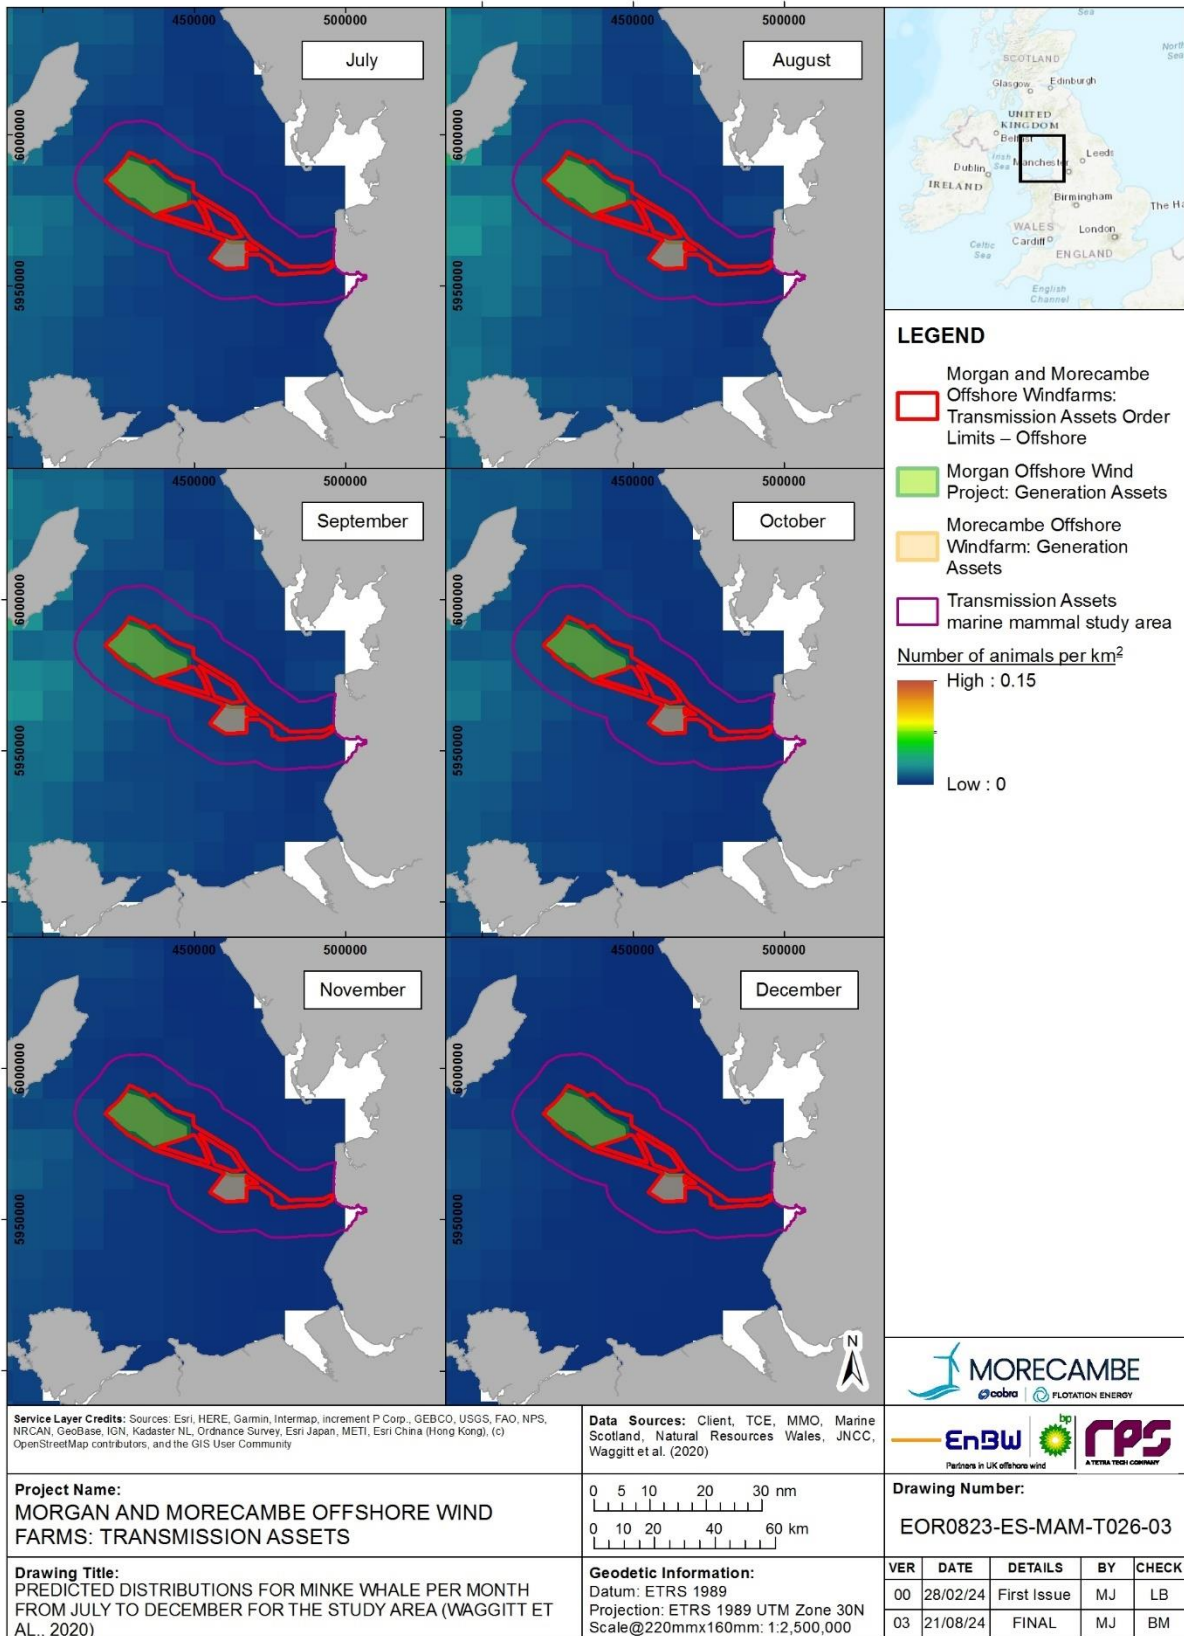 450000
500000
450000
500000
July
August
6000000
5950000
450000
500000
450000
500000
September
October
6000000
5950000
450000
500000
450000
500000
November
December
6000000
5950000
N
Sea
North
Sea
SCOTLAND
Glasgow
Edinburgh
UNITED
KINGDOM
Belfast
Irish
Sea
Manchester
Leeds
Dublin
IRELAND
Birmingham
The Ha
WALES
London
Cardiff
ENGLAND
Celtic
Sea
English
Channel
LEGEND
Morgan and Morecambe
Offshore Windfarms:
Transmission Assets Order
Limits – Offshore
Morgan Offshore Wind
Project: Generation Assets
Morecambe Offshore
Windfarm: Generation
Assets
Transmission Assets
marine mammal study area
Number of animals per km²
High : 0.15
Low : 0
MORECAMBE
cobra | FLOTATION ENERGY
EnBW
Partners in UK offshore wind
bp
RPS
A TETRA TECH COMPANY
Service Layer Credits: Sources: Esri, HERE, Garmin, Intermap, increment P Corp., GEBCO, USGS, FAO, NPS,
NRCAN, GeoBase, IGN, Kadaster NL, Ordnance Survey, Esri Japan, METI, Esri China (Hong Kong), (c)
OpenStreetMap contributors, and the GIS User Community
Data Sources: Client, TCE, MMO, Marine
Scotland, Natural Resources Wales, JNCC,
Waggitt et al. (2020)
Project Name:
MORGAN AND MORECAMBE OFFSHORE WIND
FARMS: TRANSMISSION ASSETS
0 5 10 20 30 nm
0 10 20 40 60 km
Drawing Number:
EOR0823-ES-MAM-T026-03
Drawing Title:
PREDICTED DISTRIBUTIONS FOR MINKE WHALE PER MONTH
FROM JULY TO DECEMBER FOR THE STUDY AREA (WAGGITT ET
AL., 2020)
Geodetic Information:
Datum: ETRS 1989
Projection: ETRS 1989 UTM Zone 30N
Scale@220mmx160mm: 1:2,500,000
VER DATE DETAILS BY CHECK
00 28/02/24 First Issue MJ LB
03 21/08/24 FINAL MJ BM